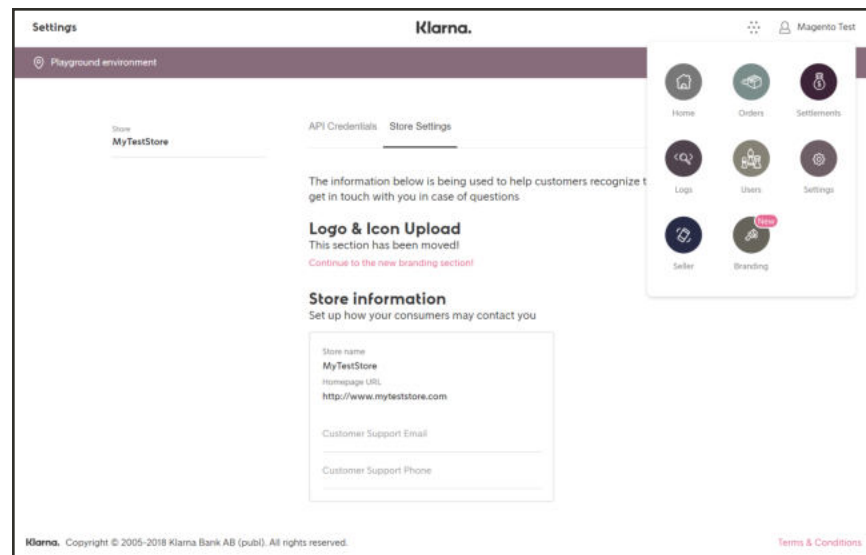 Settings
Klarna.
Magento Test
Playground environment
Home
Orders
Settlements
Logs
Users
Settings
New
Seller
Branding
Store
MyTestStore
API Credentials
Store Settings
The information below is being used to help customers recognize t
get in touch with you in case of questions
Logo & Icon Upload
This section has been moved!
Continue to the new branding section!
Store information
Set up how your consumers may contact you
Store name
MyTestStore
Homepage URL
http://www.myteststore.com
Customer Support Email
Customer Support Phone
Klarna. Copyright © 2005-2018 Klarna Bank AB (publ). All rights reserved.
Terms & Conditions